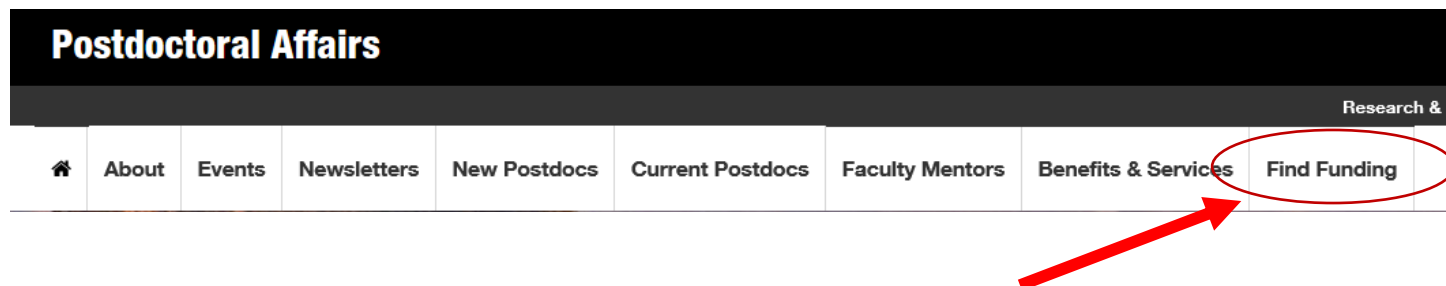 Postdoctoral Affairs
Research &
About Events Newsletters New Postdocs Current Postdocs Faculty Mentors Benefits & Services Find Funding